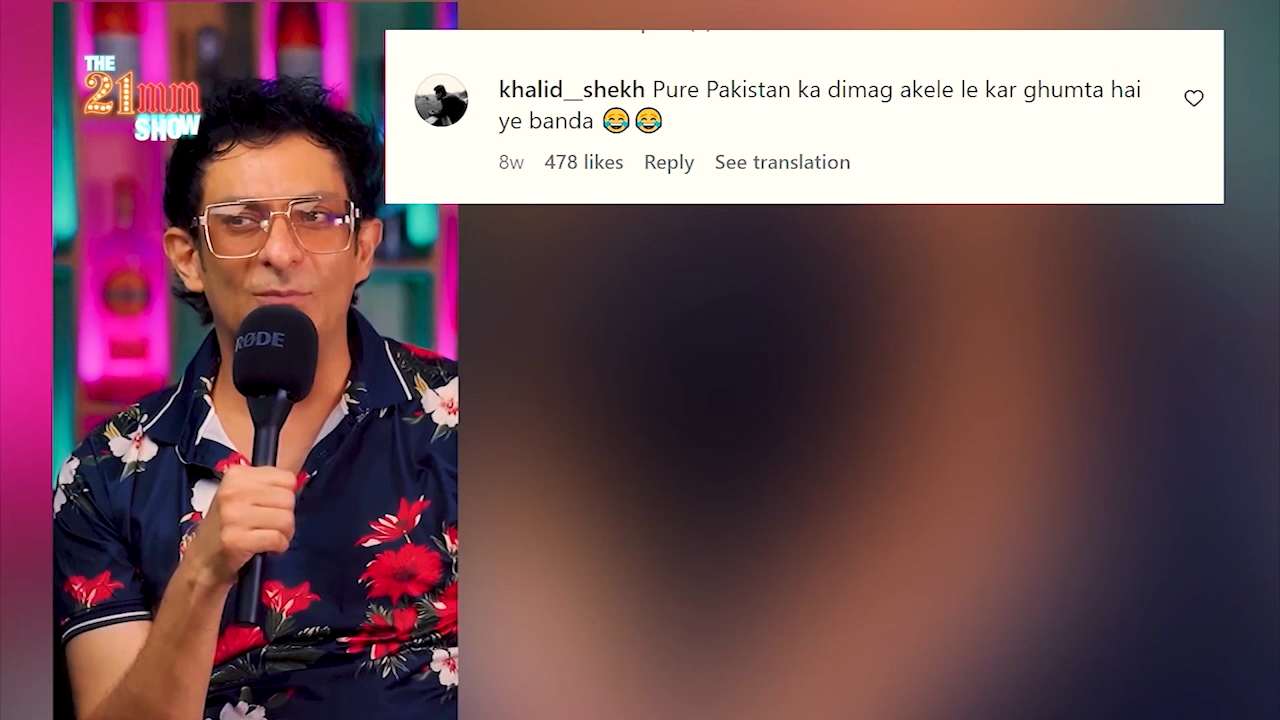 THE
21mm
SHOW
khalid__shekh Pure Pakistan ka dimag akele le kar ghumta hai
ye banda 😂😂
8w 478 likes Reply See translation
RØDE